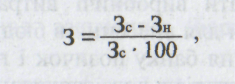 З = Зс - Зн / Зс · 100 ,